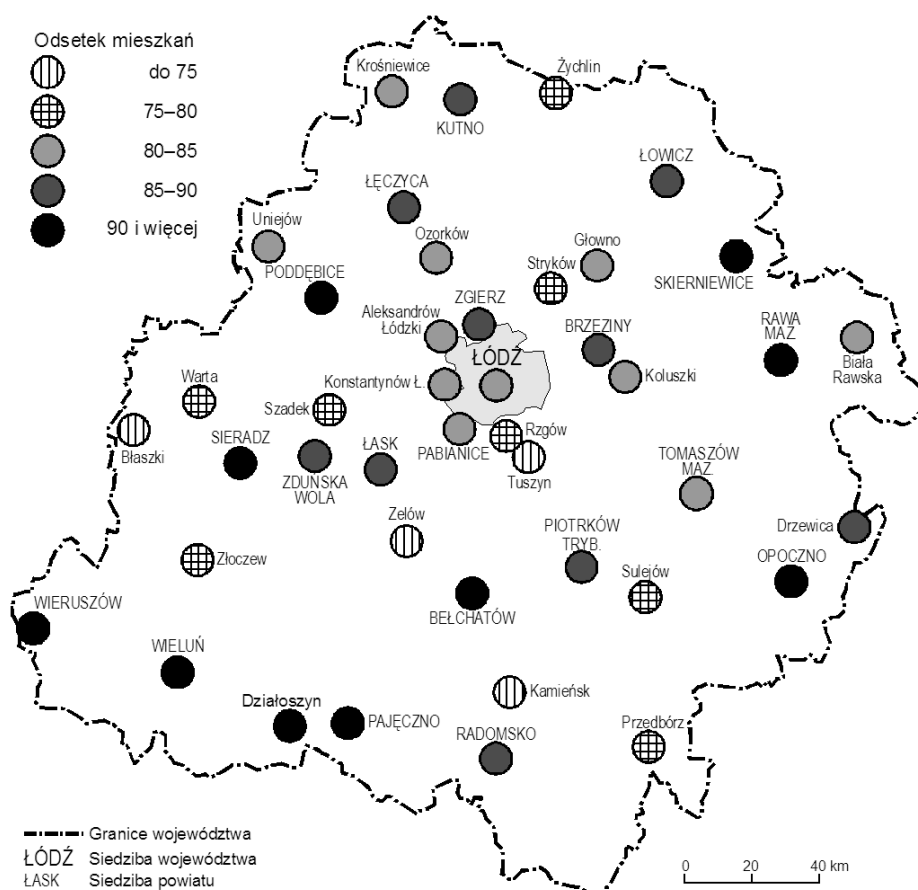 Odsetek mieszkań
do 75
75–80
80–85
85–90
90 i więcej
Krośniewice
KUTNO
Żychlin
ŁOWICZ
ŁĘCZYCA
Uniejów
Ozorków
Głowno
Stryków
SKIERNIEWICE
PODDEBICE
ZGIERZ
Aleksandrów
Łódzki
BRZEZINY
RAWA
MAZ.
Biała
Rawska
ŁÓDŹ
Konstantynów Ł.
Koluszki
Warta
Szadek
Błaszki
SIERADZ
ZDUŃSKA
WOLA
ŁASK
PABIANICE
Rzgów
Tuszyn
TOMASZÓW
MAZ.
Zelów
PIOTRKÓW
TRYB.
Drzewica
Złoczew
Sulejów
OPOCZNO
BEŁCHATÓW
WIERUSZÓW
WIELUŃ
Kamieńsk
Działoszyn
PAJĘCZNO
RADOMSKO
Przedbórz
Granice województwa
ŁÓDŹ Siedziba województwa
ŁASK Siedziba powiatu
0 20 40 km